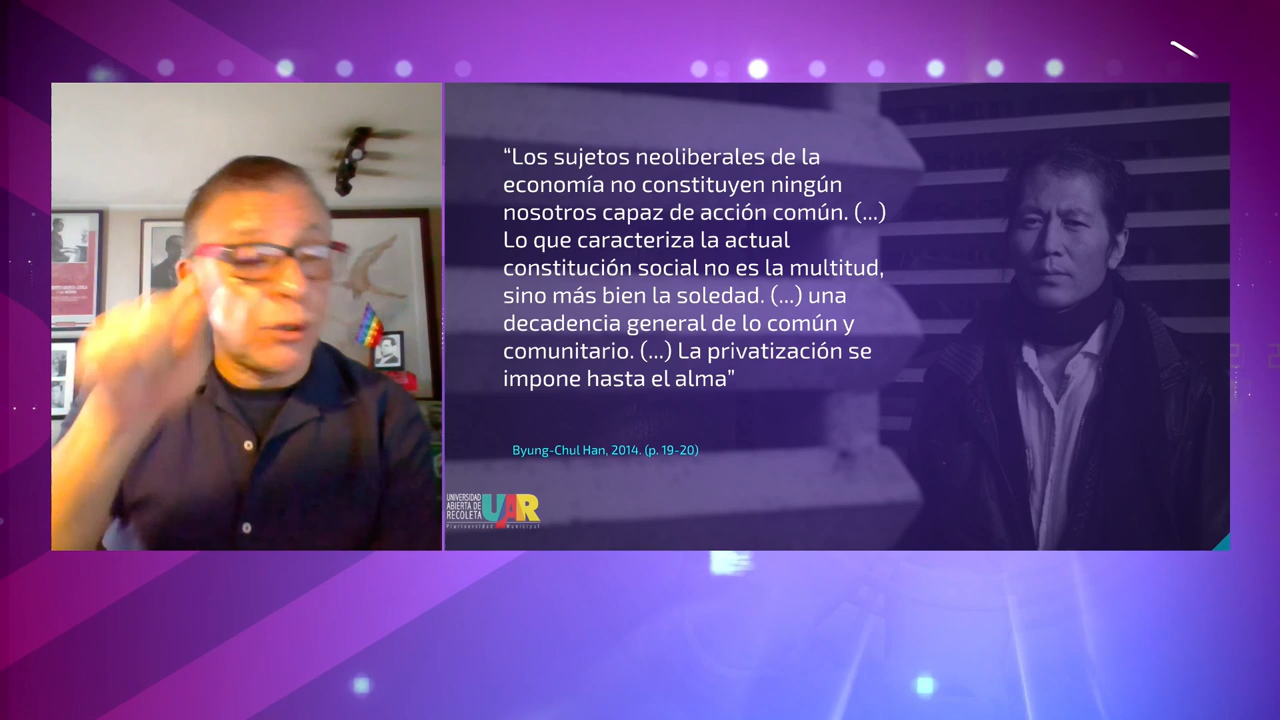 “Los sujetos neoliberales de la
economía no constituyen ningún
nosotros capaz de acción común. (...)
Lo que caracteriza la actual
constitución social no es la multitud,
sino más bien la soledad. (...) una
decadencia general de lo común y
comunitario. (...) La privatización se
impone hasta el alma”
Byung-Chul Han, 2014. (p. 19-20)
UNIVERSIDAD
ABIERTA DE
RECOLETA
UAR
Pluriversidad Municipal